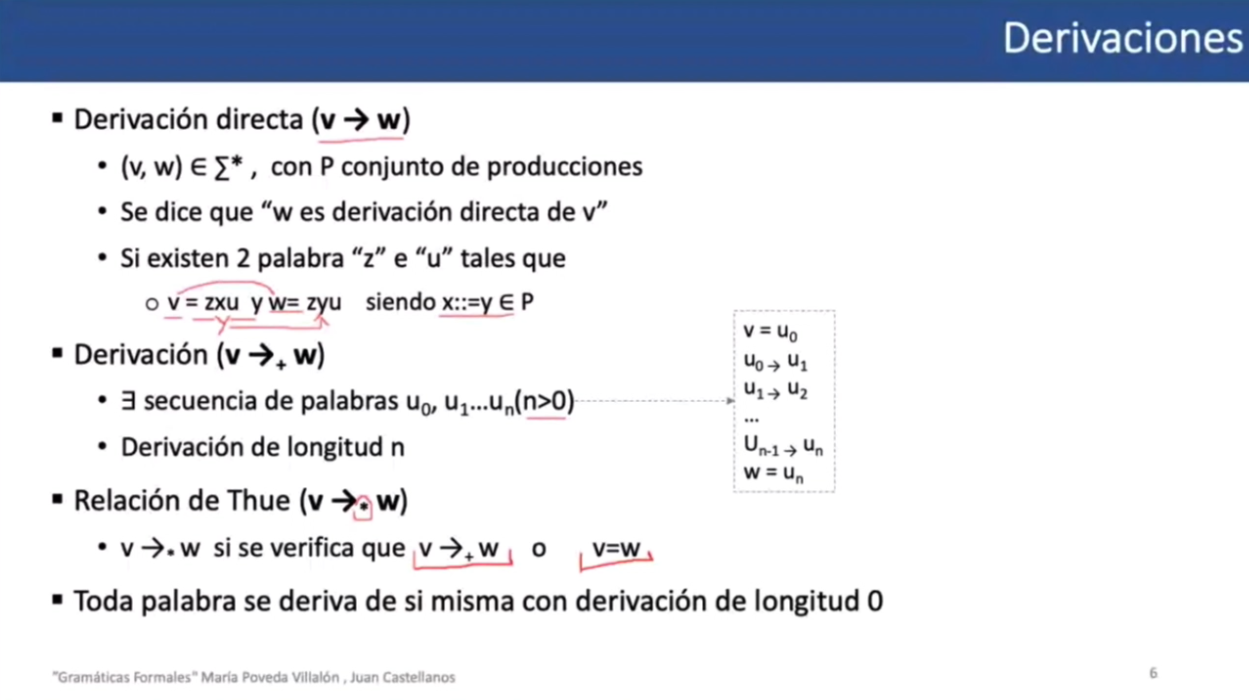 Derivaciones
▪ Derivación directa (v → w)
• (v, w) ∈ ∑* , con P conjunto de producciones
• Se dice que “w es derivación directa de v”
• Si existen 2 palabra “z” e “u” tales que
o v = zxu y w= zyu siendo x::=y ∈ P
y
▪ Derivación (v →₊ w)
• ∃ secuencia de palabras u₀, u₁...uₙ(n>0)
• Derivación de longitud n
v = u₀
u₀ → u₁
u₁ → u₂
...
Uₙ₋₁ → uₙ
w = uₙ
▪ Relación de Thue (v →* w)
• v →* w si se verifica que v →₊ w o v=w
▪ Toda palabra se deriva de si misma con derivación de longitud 0
"Gramáticas Formales" María Poveda Villalón , Juan Castellanos
6